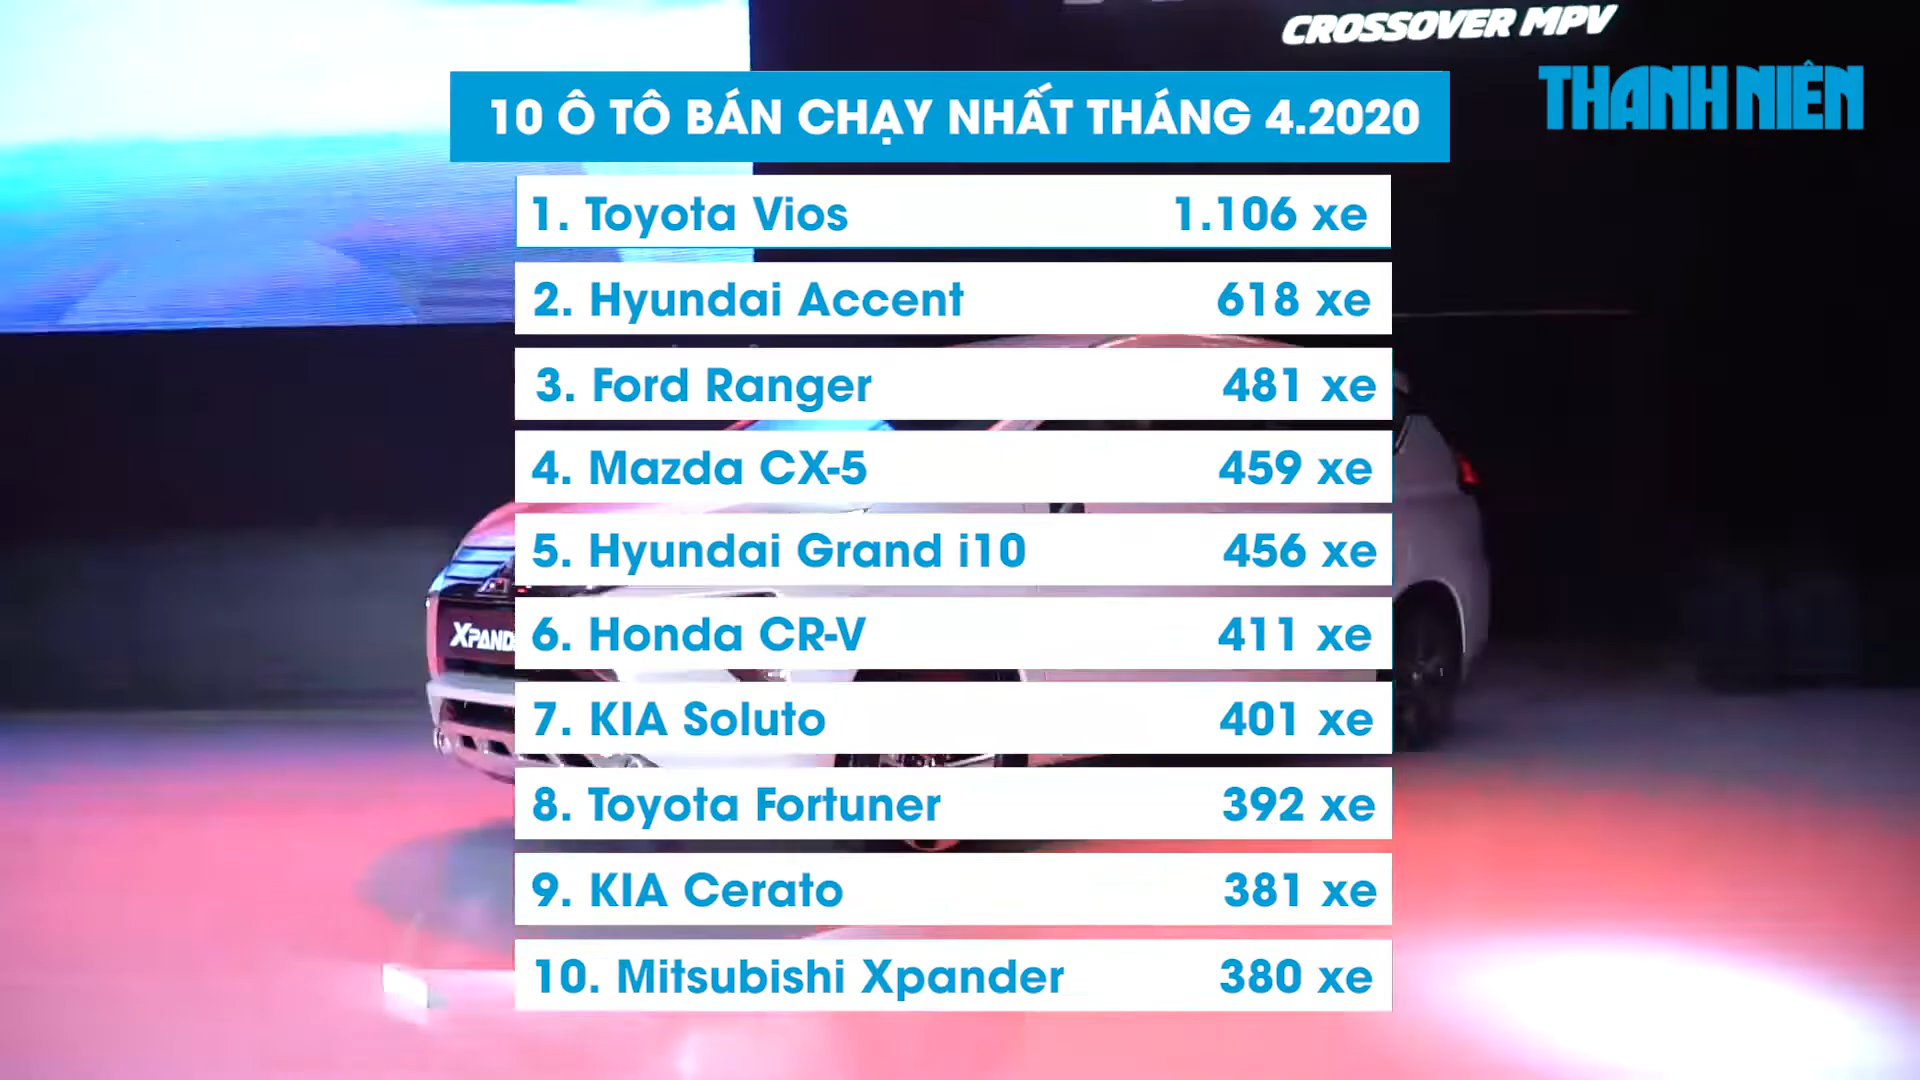 CROSSOVER MPV
THANH NIÊN
10 Ô TÔ BÁN CHẠY NHẤT THÁNG 4.2020
1. Toyota Vios 1.106 xe
2. Hyundai Accent 618 xe
3. Ford Ranger 481 xe
4. Mazda CX-5 459 xe
5. Hyundai Grand i10 456 xe
6. Honda CR-V 411 xe
XPAND
7. KIA Soluto 401 xe
8. Toyota Fortuner 392 xe
9. KIA Cerato 381 xe
10. Mitsubishi Xpander 380 xe